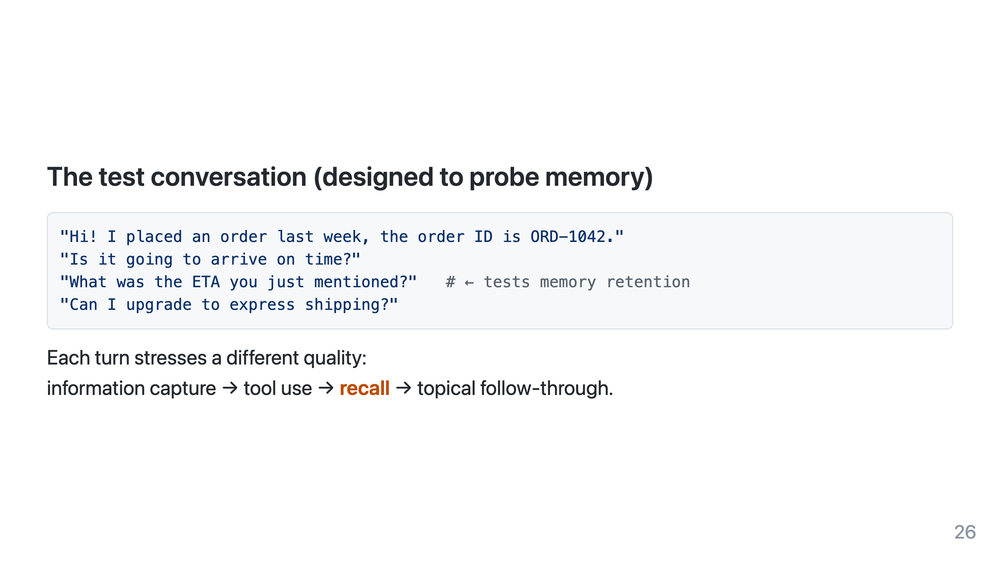 The test conversation (designed to probe memory)
"Hi! I placed an order last week, the order ID is ORD-1042."
"Is it going to arrive on time?"
"What was the ETA you just mentioned?"   # ← tests memory retention
"Can I upgrade to express shipping?"
Each turn stresses a different quality:
information capture → tool use → recall → topical follow-through.
26